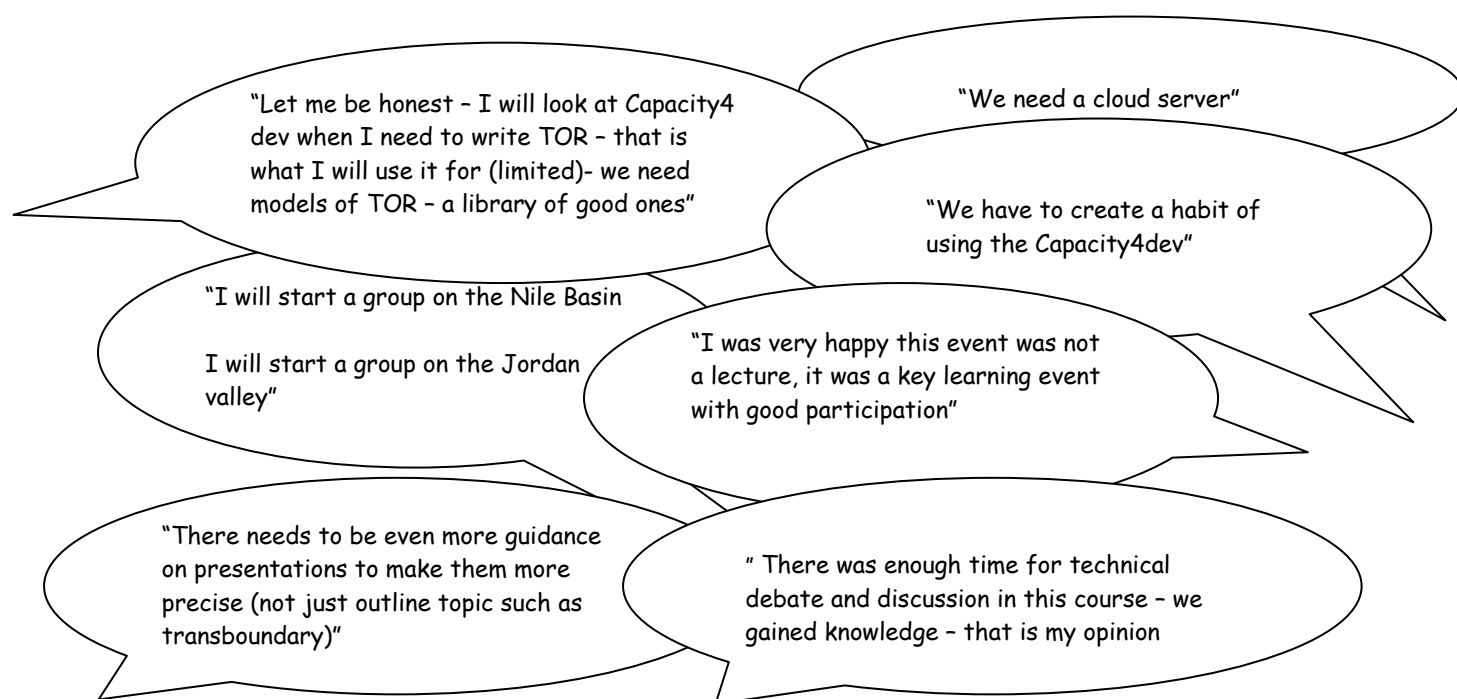 “Let me be honest – I will look at Capacity4
dev when I need to write TOR – that is
what I will use it for (limited)- we need
models of TOR – a library of good ones”
“We need a cloud server”
“We have to create a habit of
using the Capacity4dev”
“I will start a group on the Nile Basin
I will start a group on the Jordan
valley”
“I was very happy this event was not
a lecture, it was a key learning event
with good participation”
“There needs to be even more guidance
on presentations to make them more
precise (not just outline topic such as
transboundary)”
” There was enough time for technical
debate and discussion in this course – we
gained knowledge – that is my opinion